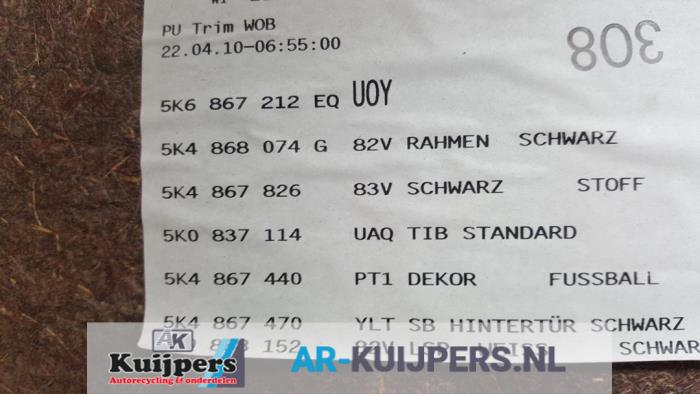 PU Trim WOB
22.04.10-06:55:00
308
5K6 867 212 EQ UOY
5K4 868 074 G 82V RAHMEN SCHWARZ
5K4 867 826 83V SCHWARZ STOFF
5K0 837 114 UAQ TIB STANDARD
5K4 867 440 PT1 DEKOR FUSSBALL
5K4 867 470 YLT SB HINTERTÜR SCHWARZ
152 82V SCHWAR
AK
Kuijpers
Autorecycling & onderdelen
AR-KUIJPERS.NL